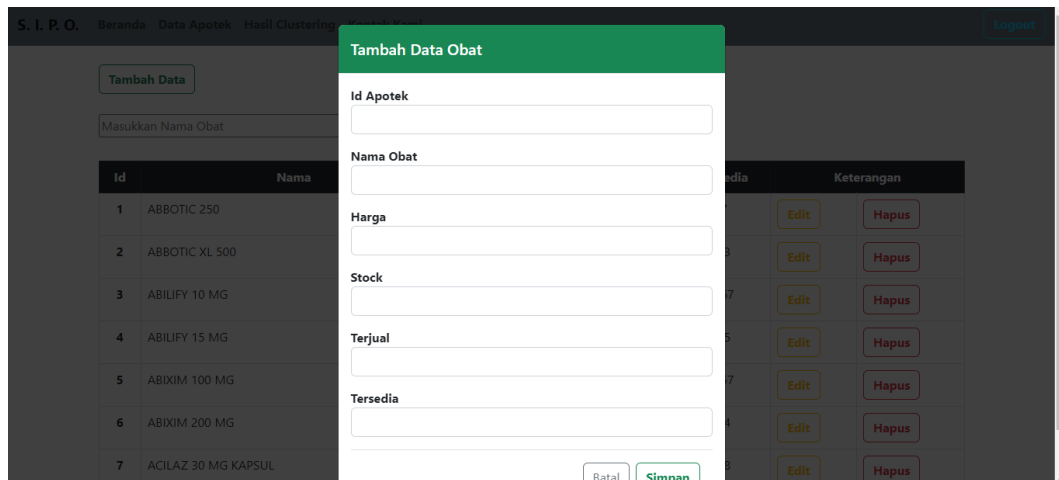 S. I. P. O. Beranda Data Apotek Hasil Clustering Kontak Kami Logout
Tambah Data Obat
Tambah Data
Masukkan Nama Obat
Id Apotek
Nama Obat
Harga
Stock
Terjual
Tersedia
Id Nama Keterangan
1 ABBOTIC 250 Edit Hapus
2 ABBOTIC XL 500 Edit Hapus
3 ABILIFY 10 MG Edit Hapus
4 ABILIFY 15 MG Edit Hapus
5 ABIXIM 100 MG Edit Hapus
6 ABIXIM 200 MG Edit Hapus
7 ACILAZ 30 MG KAPSUL Edit Hapus
Batal Simpan